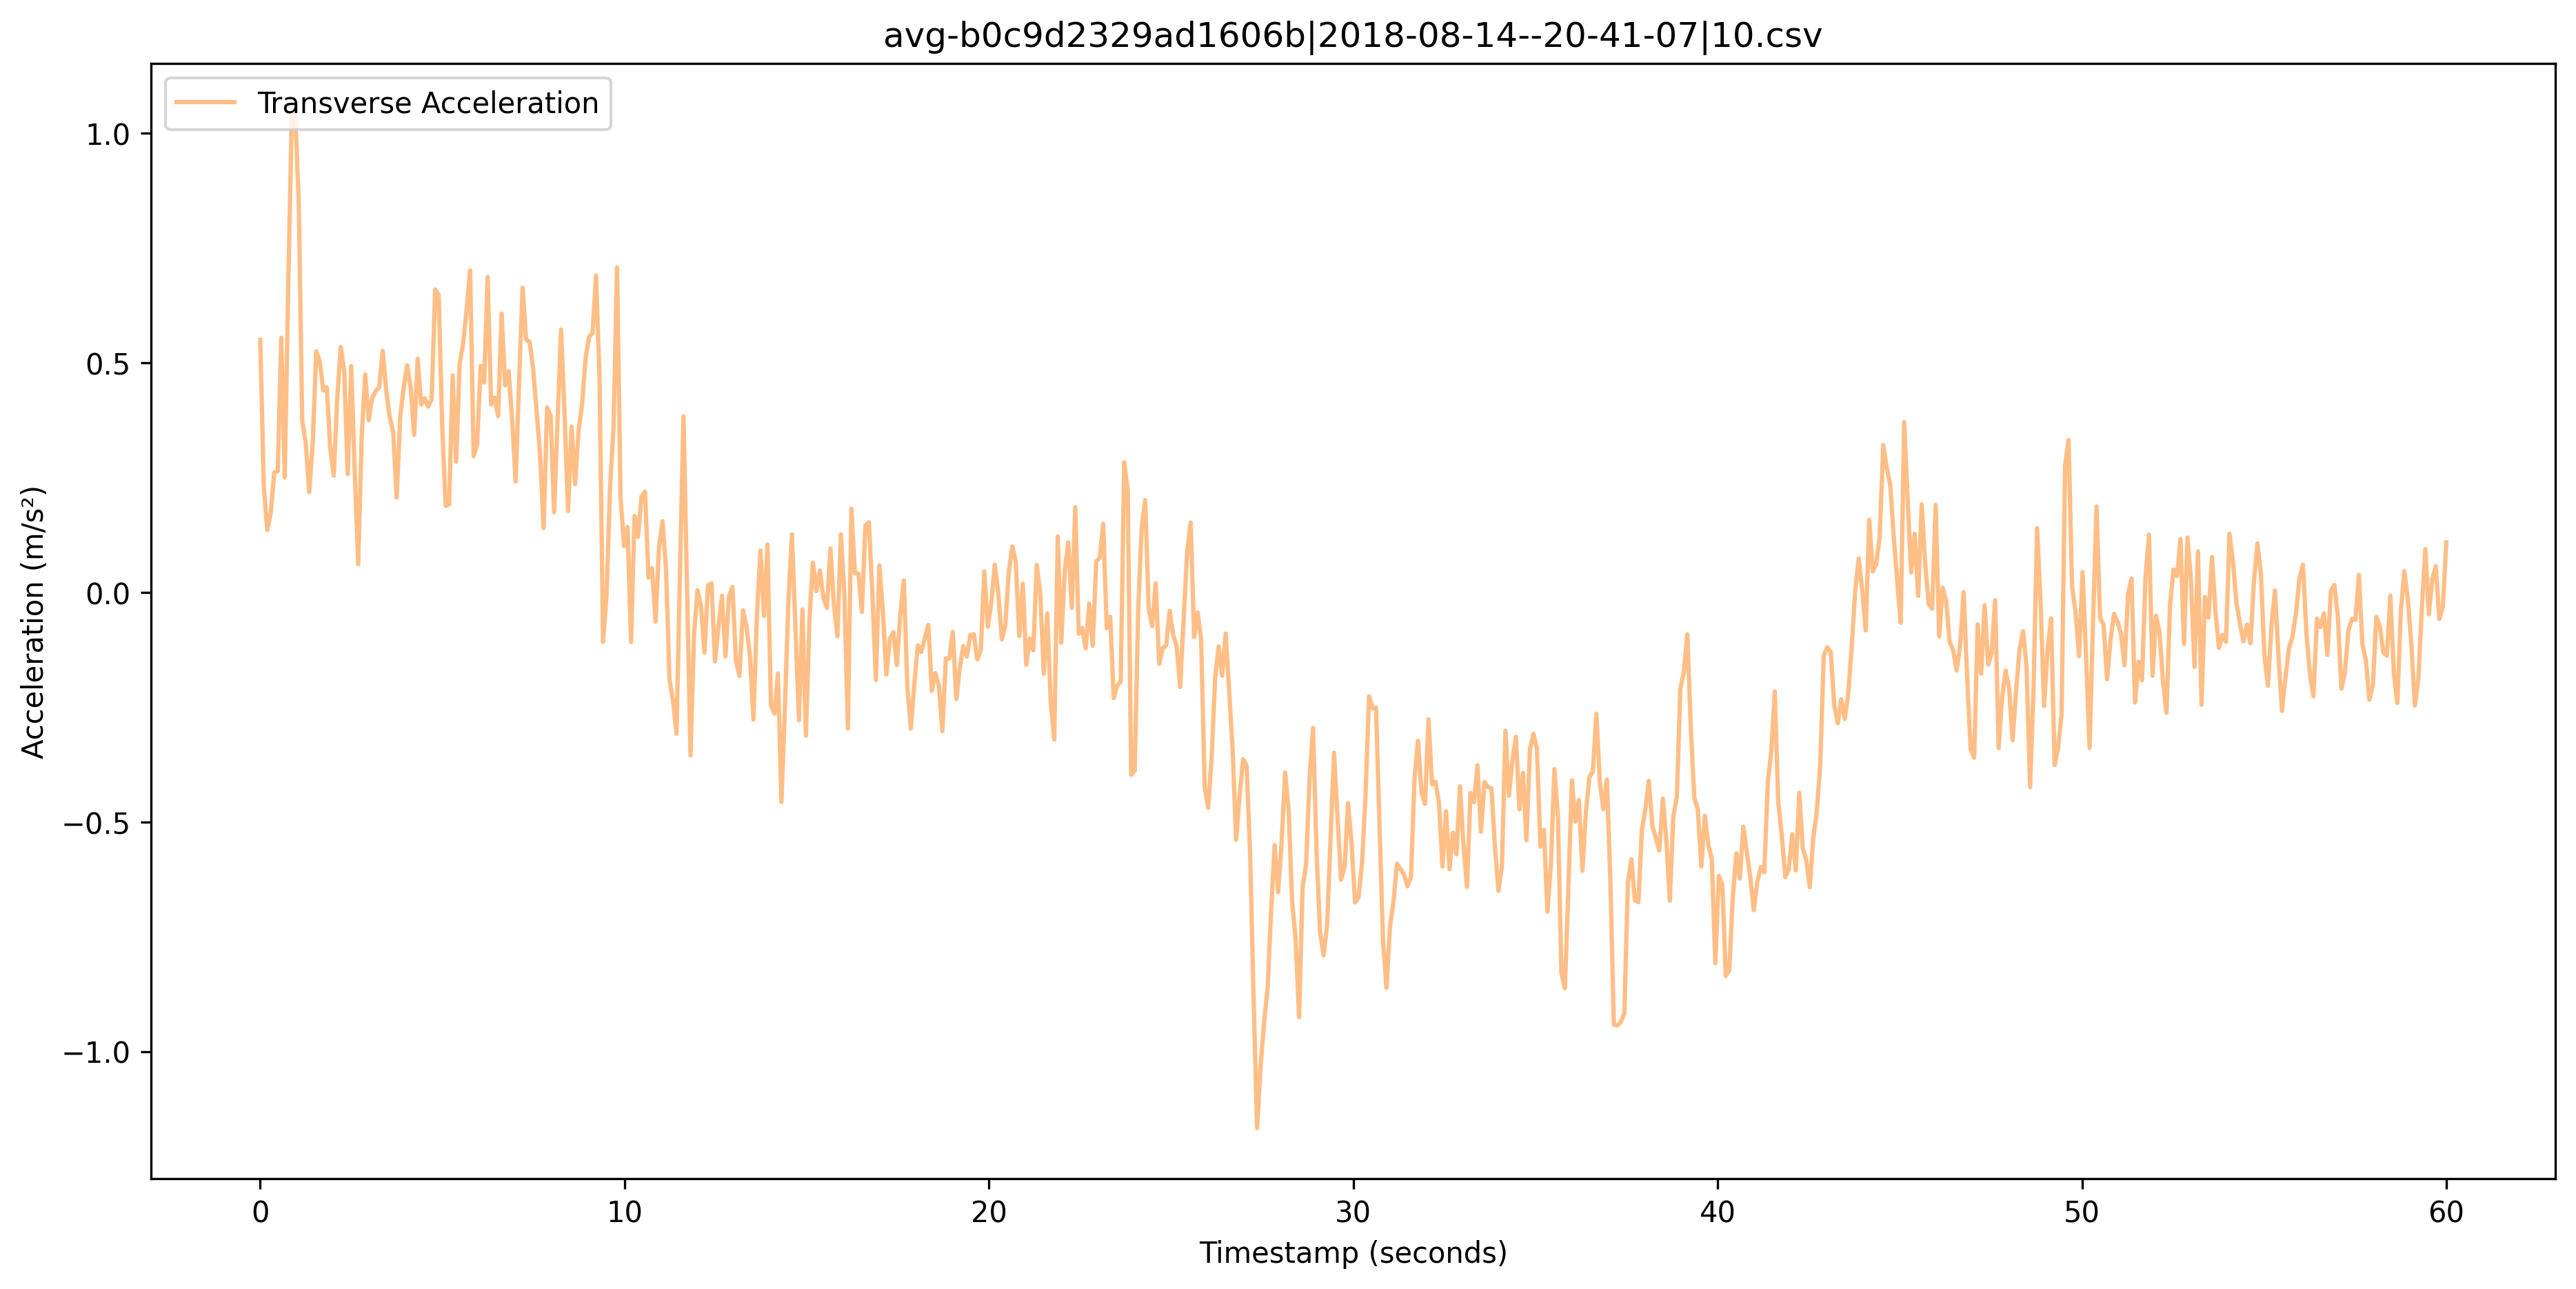 avg-b0c9d2329ad1606b|2018-08-14--20-41-07|10.csv
Transverse Acceleration
1.0
0.5
0.0
−0.5
−1.0
Acceleration (m/s²)
0 10 20 30 40 50 60
Timestamp (seconds)